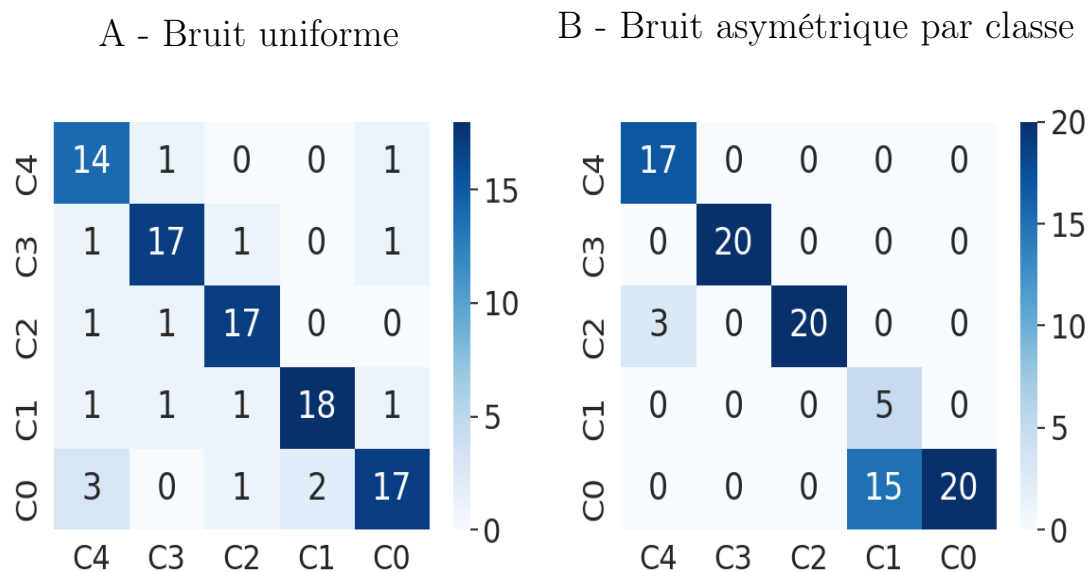 A - Bruit uniforme
C4 14 1 0 0 1
C3 1 17 1 0 1
C2 1 1 17 0 0
C1 1 1 1 18 1
C0 3 0 1 2 17
C4 C3 C2 C1 C0
15
10
5
0
B - Bruit asymétrique par classe
C4 17 0 0 0 0
C3 0 20 0 0 0
C2 3 0 20 0 0
C1 0 0 0 5 0
C0 0 0 0 15 20
C4 C3 C2 C1 C0
20
15
10
5
0